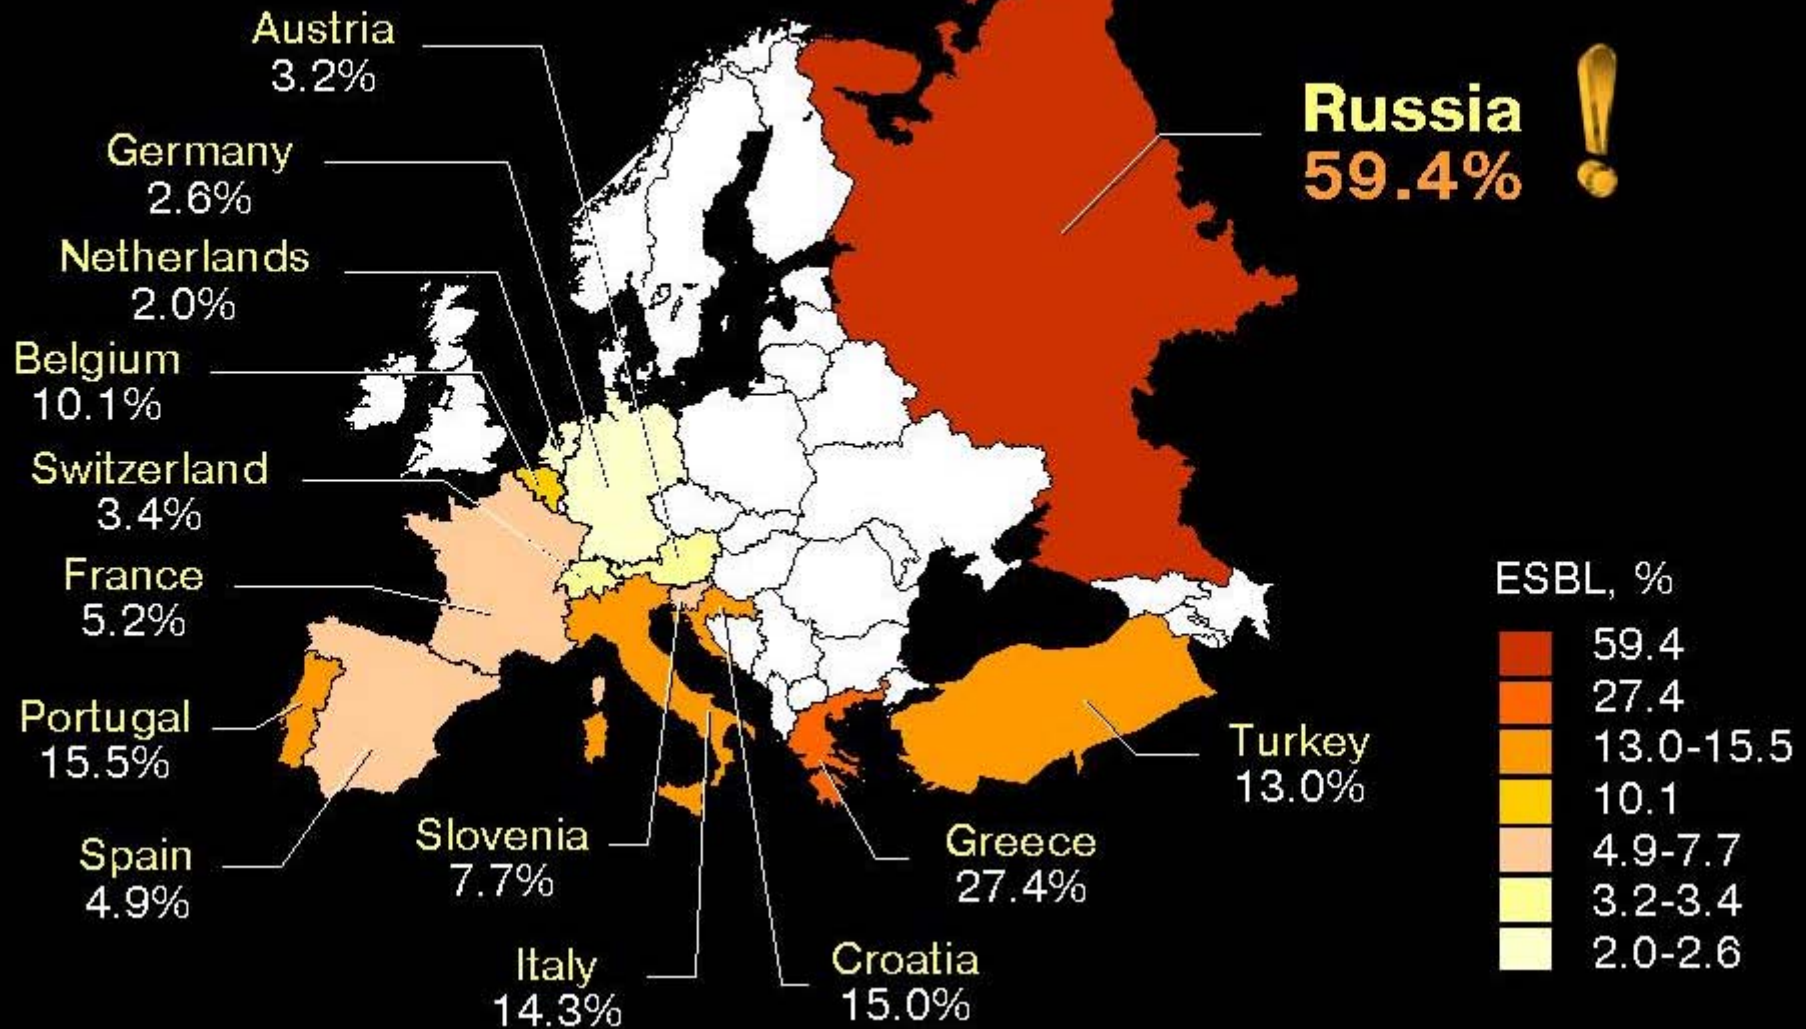 Austria
3.2%
Germany
2.6%
Netherlands
2.0%
Belgium
10.1%
Switzerland
3.4%
France
5.2%
Portugal
15.5%
Spain
4.9%
Slovenia
7.7%
Italy
14.3%
Croatia
15.0%
Greece
27.4%
Turkey
13.0%
Russia
59.4%
!
ESBL, %
59.4
27.4
13.0-15.5
10.1
4.9-7.7
3.2-3.4
2.0-2.6